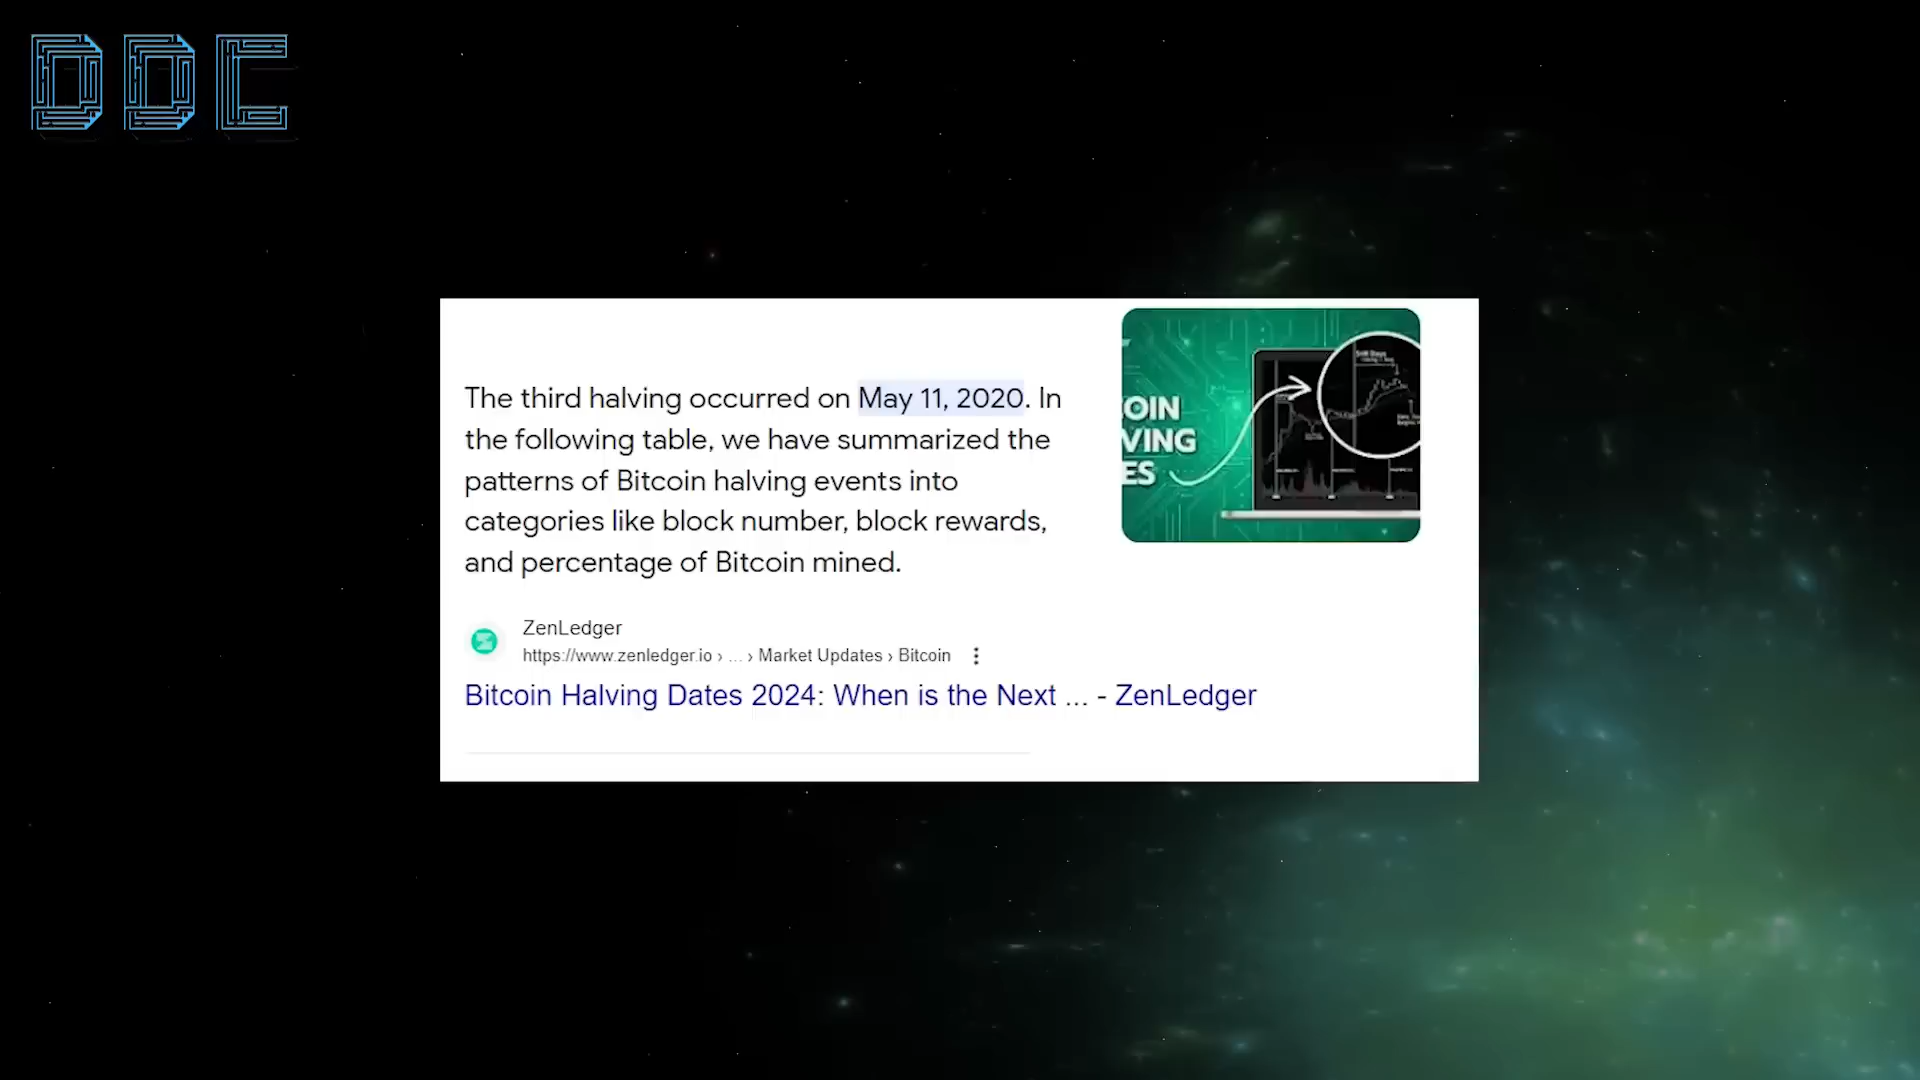 DDC
The third halving occurred on May 11, 2020. In
the following table, we have summarized the
patterns of Bitcoin halving events into
categories like block number, block rewards,
and percentage of Bitcoin mined.
OIN
VING
ES
ZenLedger
https://www.zenledger.io › ... › Market Updates › Bitcoin
Bitcoin Halving Dates 2024: When is the Next ... - ZenLedger